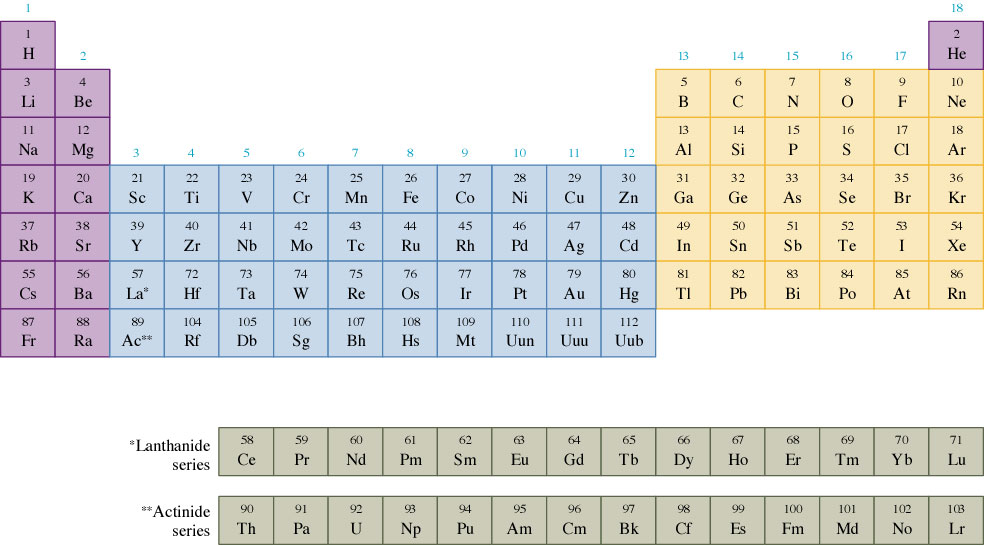 1 18
1 2
H 2 13 14 15 16 17 He
3 4 5 6 7 8 9 10
Li Be B C N O F Ne
11 12 13 14 15 16 17 18
Na Mg 3 4 5 6 7 8 9 10 11 12 Al Si P S Cl Ar
19 20 21 22 23 24 25 26 27 28 29 30 31 32 33 34 35 36
K Ca Sc Ti V Cr Mn Fe Co Ni Cu Zn Ga Ge As Se Br Kr
37 38 39 40 41 42 43 44 45 46 47 48 49 50 51 52 53 54
Rb Sr Y Zr Nb Mo Tc Ru Rh Pd Ag Cd In Sn Sb Te I Xe
55 56 57 72 73 74 75 76 77 78 79 80 81 82 83 84 85 86
Cs Ba La* Hf Ta W Re Os Ir Pt Au Hg Tl Pb Bi Po At Rn
87 88 89 104 105 106 107 108 109 110 111 112
Fr Ra Ac** Rf Db Sg Bh Hs Mt Uun Uuu Uub
58 59 60 61 62 63 64 65 66 67 68 69 70 71
*Lanthanide
series
Ce Pr Nd Pm Sm Eu Gd Tb Dy Ho Er Tm Yb Lu
90 91 92 93 94 95 96 97 98 99 100 101 102 103
**Actinide
series
Th Pa U Np Pu Am Cm Bk Cf Es Fm Md No Lr